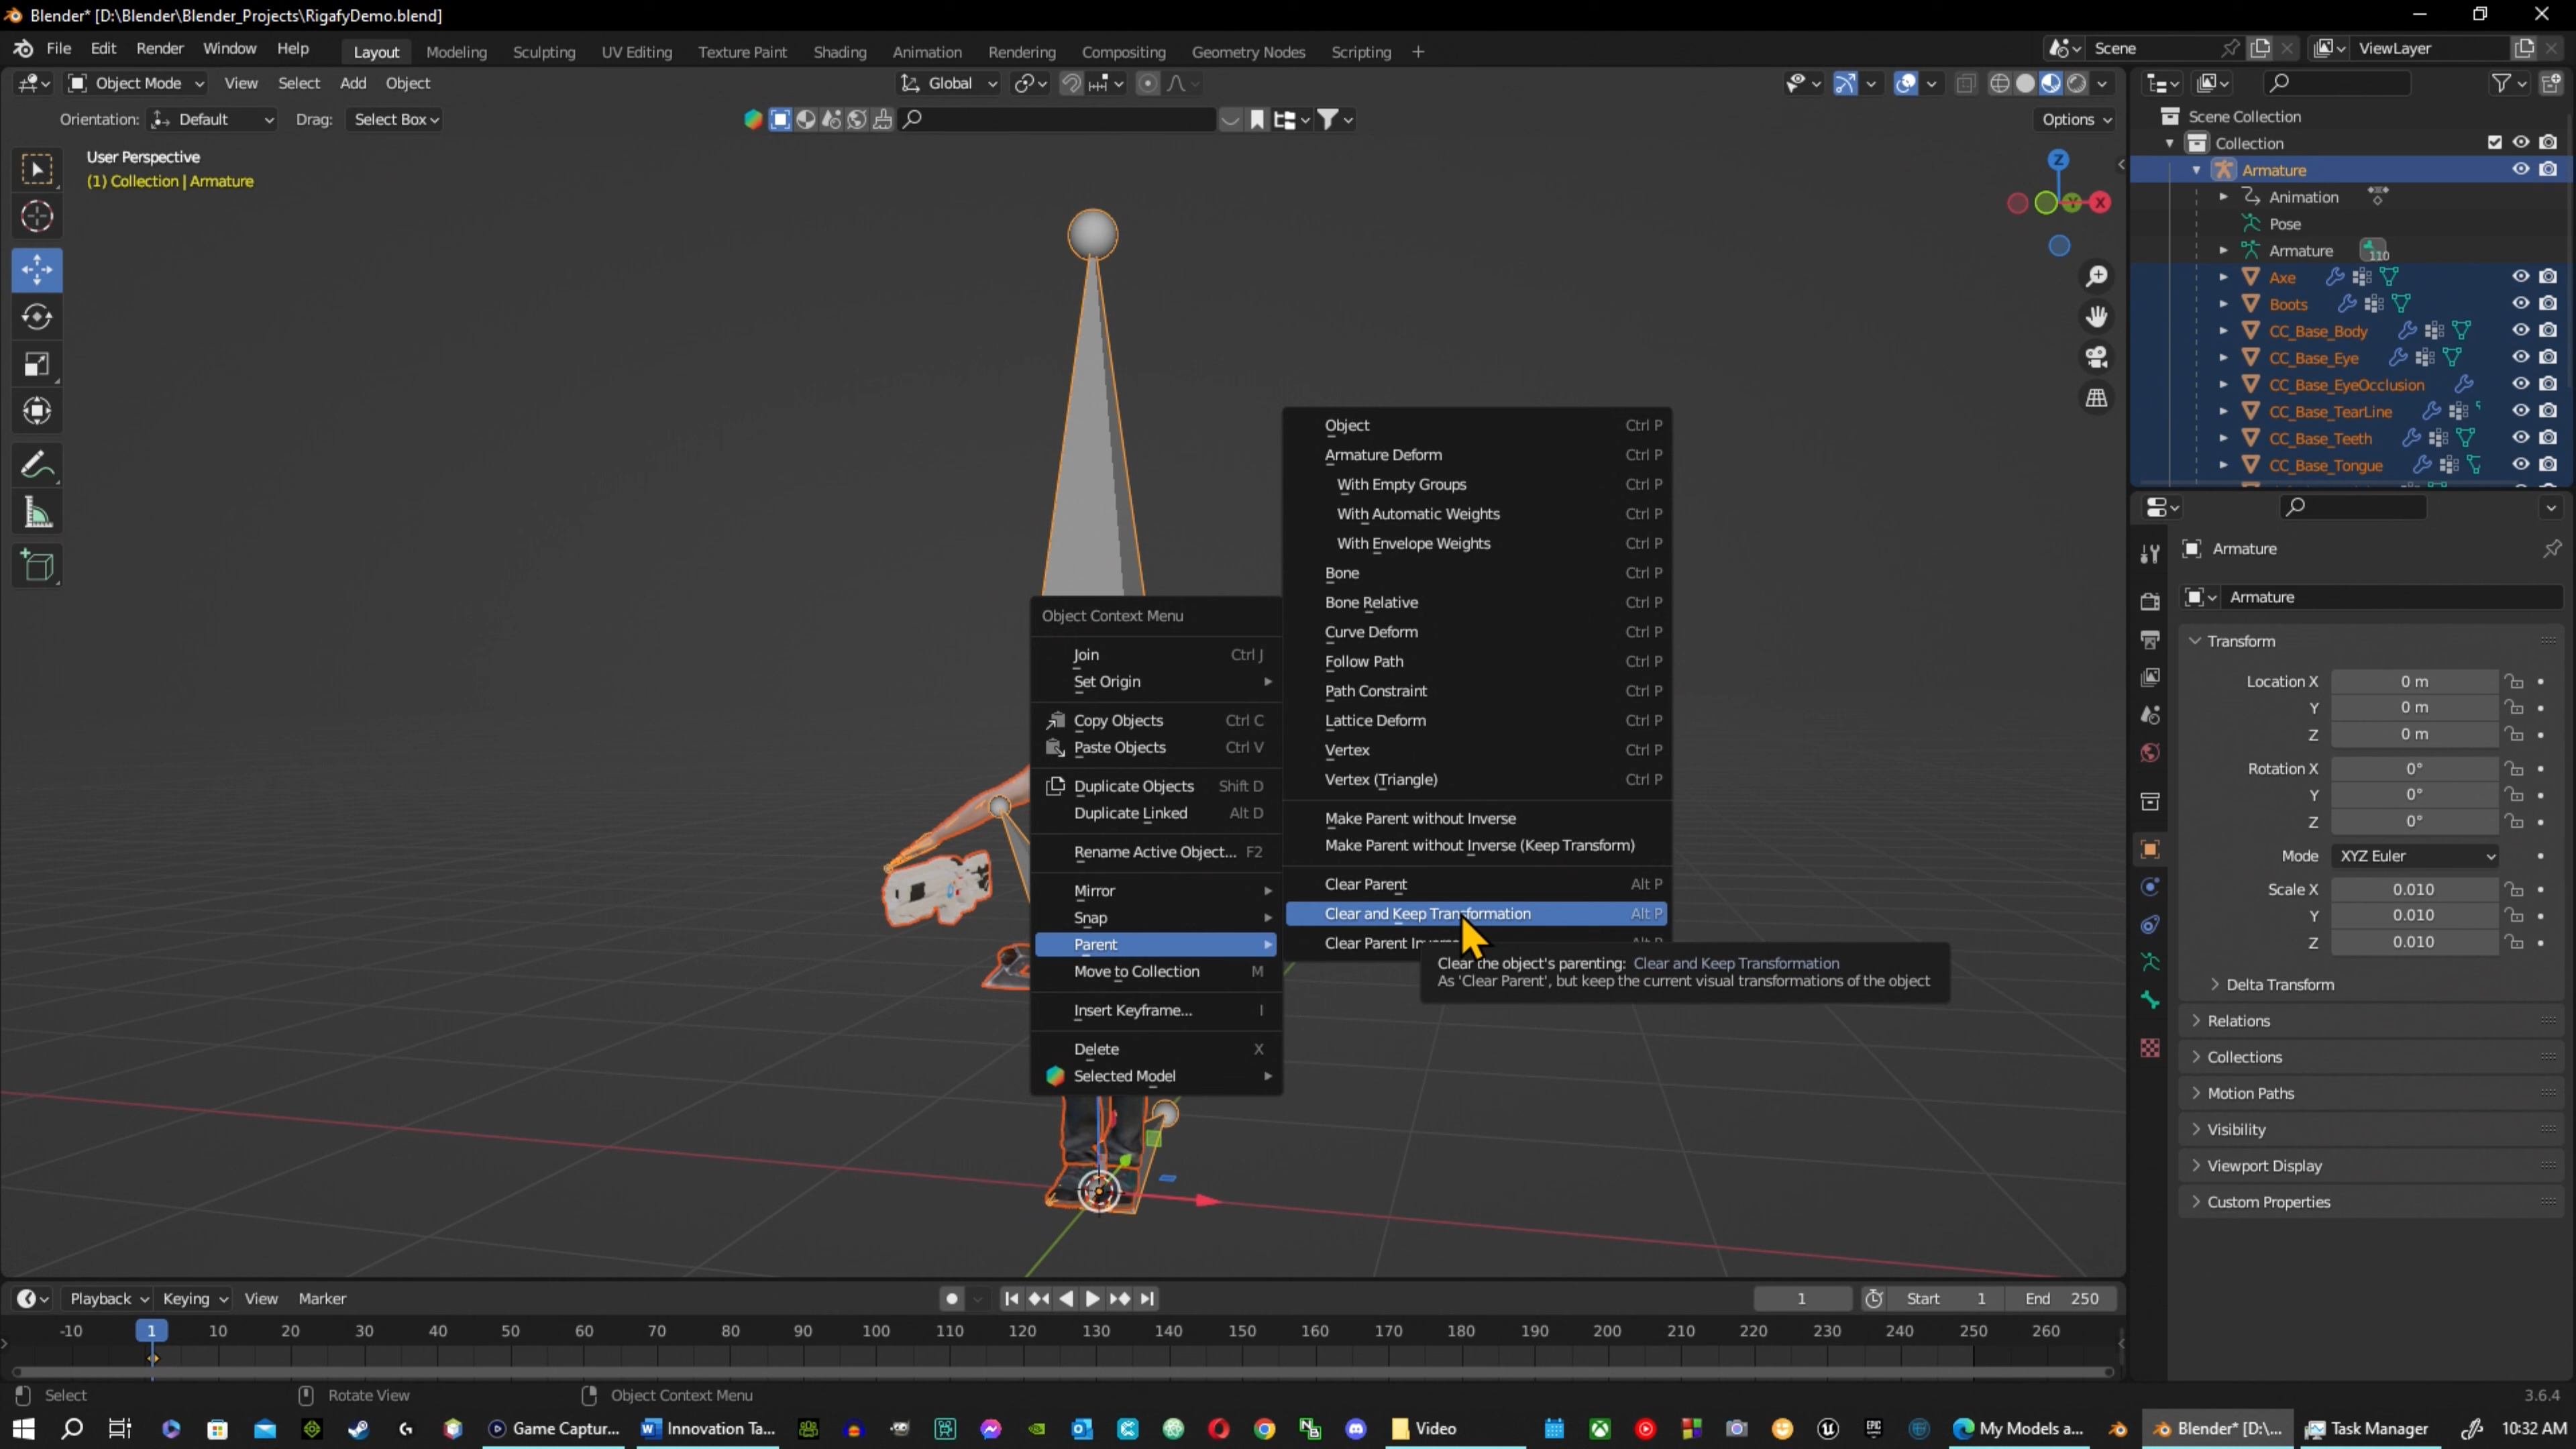 Blender* [D:\Blender\Blender_Projects\RigafyDemo.blend]
File Edit Render Window Help Layout Modeling Sculpting UV Editing Texture Paint Shading Animation Rendering Compositing Geometry Nodes Scripting + Scene ViewLayer
Object Mode View Select Add Object Global
Orientation: Default Drag: Select Box Options
User Perspective
(1) Collection | Armature
Z
Y X
Scene Collection
Collection
Armature
Animation
Pose
Armature 110
Axe
Boots
CC_Base_Body
CC_Base_Eye
CC_Base_EyeOcclusion
CC_Base_TearLine
CC_Base_Teeth
CC_Base_Tongue
Object Context Menu
Join Ctrl J
Set Origin
Copy Objects Ctrl C
Paste Objects Ctrl V
Duplicate Objects Shift D
Duplicate Linked Alt D
Rename Active Object... F2
Mirror
Snap
Parent
Move to Collection M
Insert Keyframe... I
Delete X
Selected Model
Object Ctrl P
Armature Deform Ctrl P
With Empty Groups Ctrl P
With Automatic Weights Ctrl P
With Envelope Weights Ctrl P
Bone Ctrl P
Bone Relative Ctrl P
Curve Deform Ctrl P
Follow Path Ctrl P
Path Constraint Ctrl P
Lattice Deform Ctrl P
Vertex Ctrl P
Vertex (Triangle) Ctrl P
Make Parent without Inverse
Make Parent without Inverse (Keep Transform)
Clear Parent Alt P
Clear and Keep Transformation Alt P
Clear Parent
Clear the object's parenting: Clear and Keep Transformation
As 'Clear Parent', but keep the current visual transformations of the object
Armature
Armature
Transform
Location X 0 m
Y 0 m
Z 0 m
Rotation X 0°
Y 0°
Z 0°
Mode XYZ Euler
Scale X 0.010
Y 0.010
Z 0.010
Delta Transform
Relations
Collections
Motion Paths
Visibility
Viewport Display
Custom Properties
Playback Keying View Marker 1 Start 1 End 250
-10 1 10 20 30 40 50 60 70 80 90 100 110 120 130 140 150 160 170 180 190 200 210 220 230 240 250 260
Select Rotate View Object Context Menu 3.6.4
Game Captur... Innovation Ta... Video My Models a... Blender* [D:\... Task Manager 10:32 AM